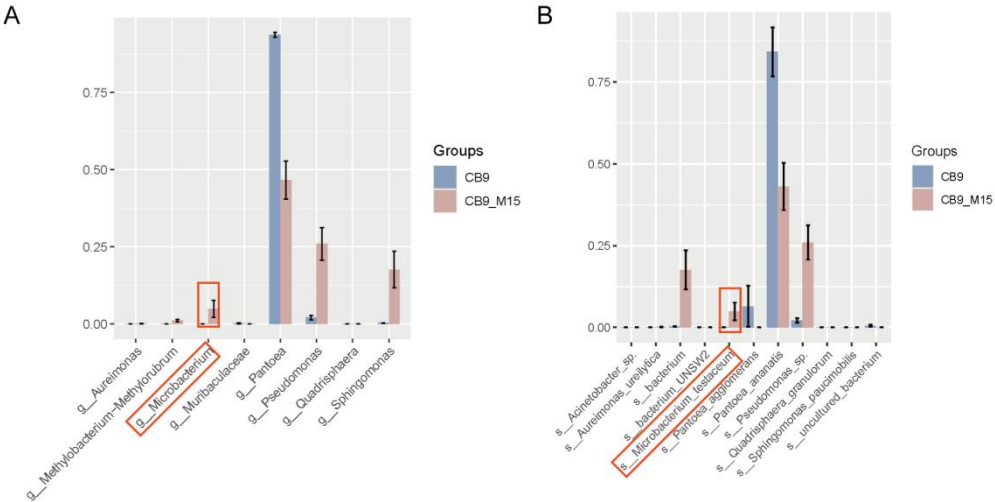 A
0.75
0.50
0.25
0.00
g__Aureimonas
g__Methylobacterium-Methylorubrum
g__Microbacterium
g__Muribaculaceae
g__Pantoea
g__Pseudomonas
g__Quadrisphaera
g__Sphingomonas
Groups
CB9
CB9_M15
B
0.75
0.50
0.25
0.00
s__Acinetobacter_sp.
s__Aureimonas_ureilytica
s__bacterium
s__bacterium_UNSW2
s__Microbacterium_testaceum
s__Pantoea_agglomerans
s__Pantoea_ananatis
s__Pseudomonas_sp.
s__Quadrisphaera_granulorum
s__Sphingomonas_paucimobilis
s__uncultured_bacterium
Groups
CB9
CB9_M15